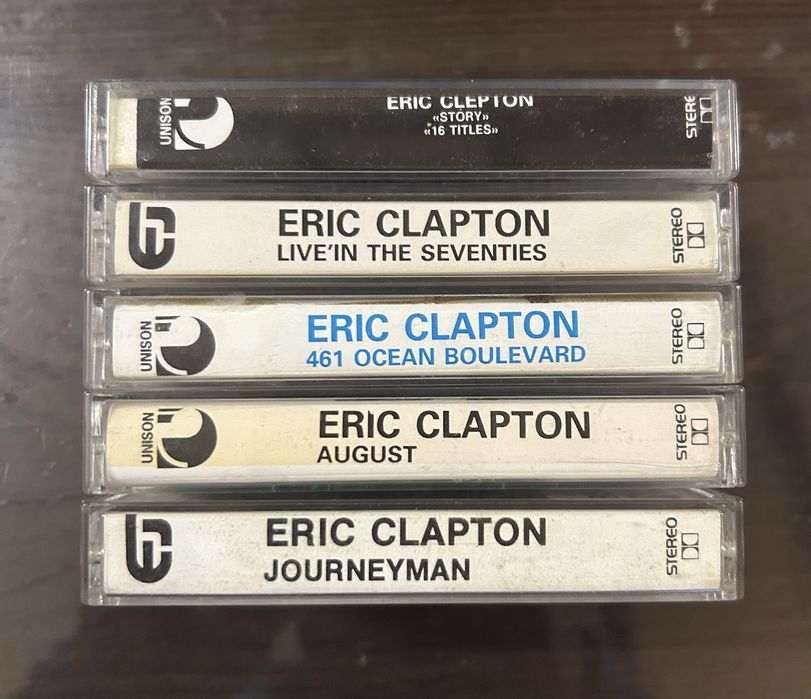 UNISON
ERIC CLEPTON
«STORY»
«16 TITLES»
STERE
ERIC CLAPTON
LIVE'IN THE SEVENTIES
STEREO
UNISON
ERIC CLAPTON
461 OCEAN BOULEVARD
STEREO
UNISON
ERIC CLAPTON
AUGUST
STEREO
ERIC CLAPTON
JOURNEYMAN
STEREO